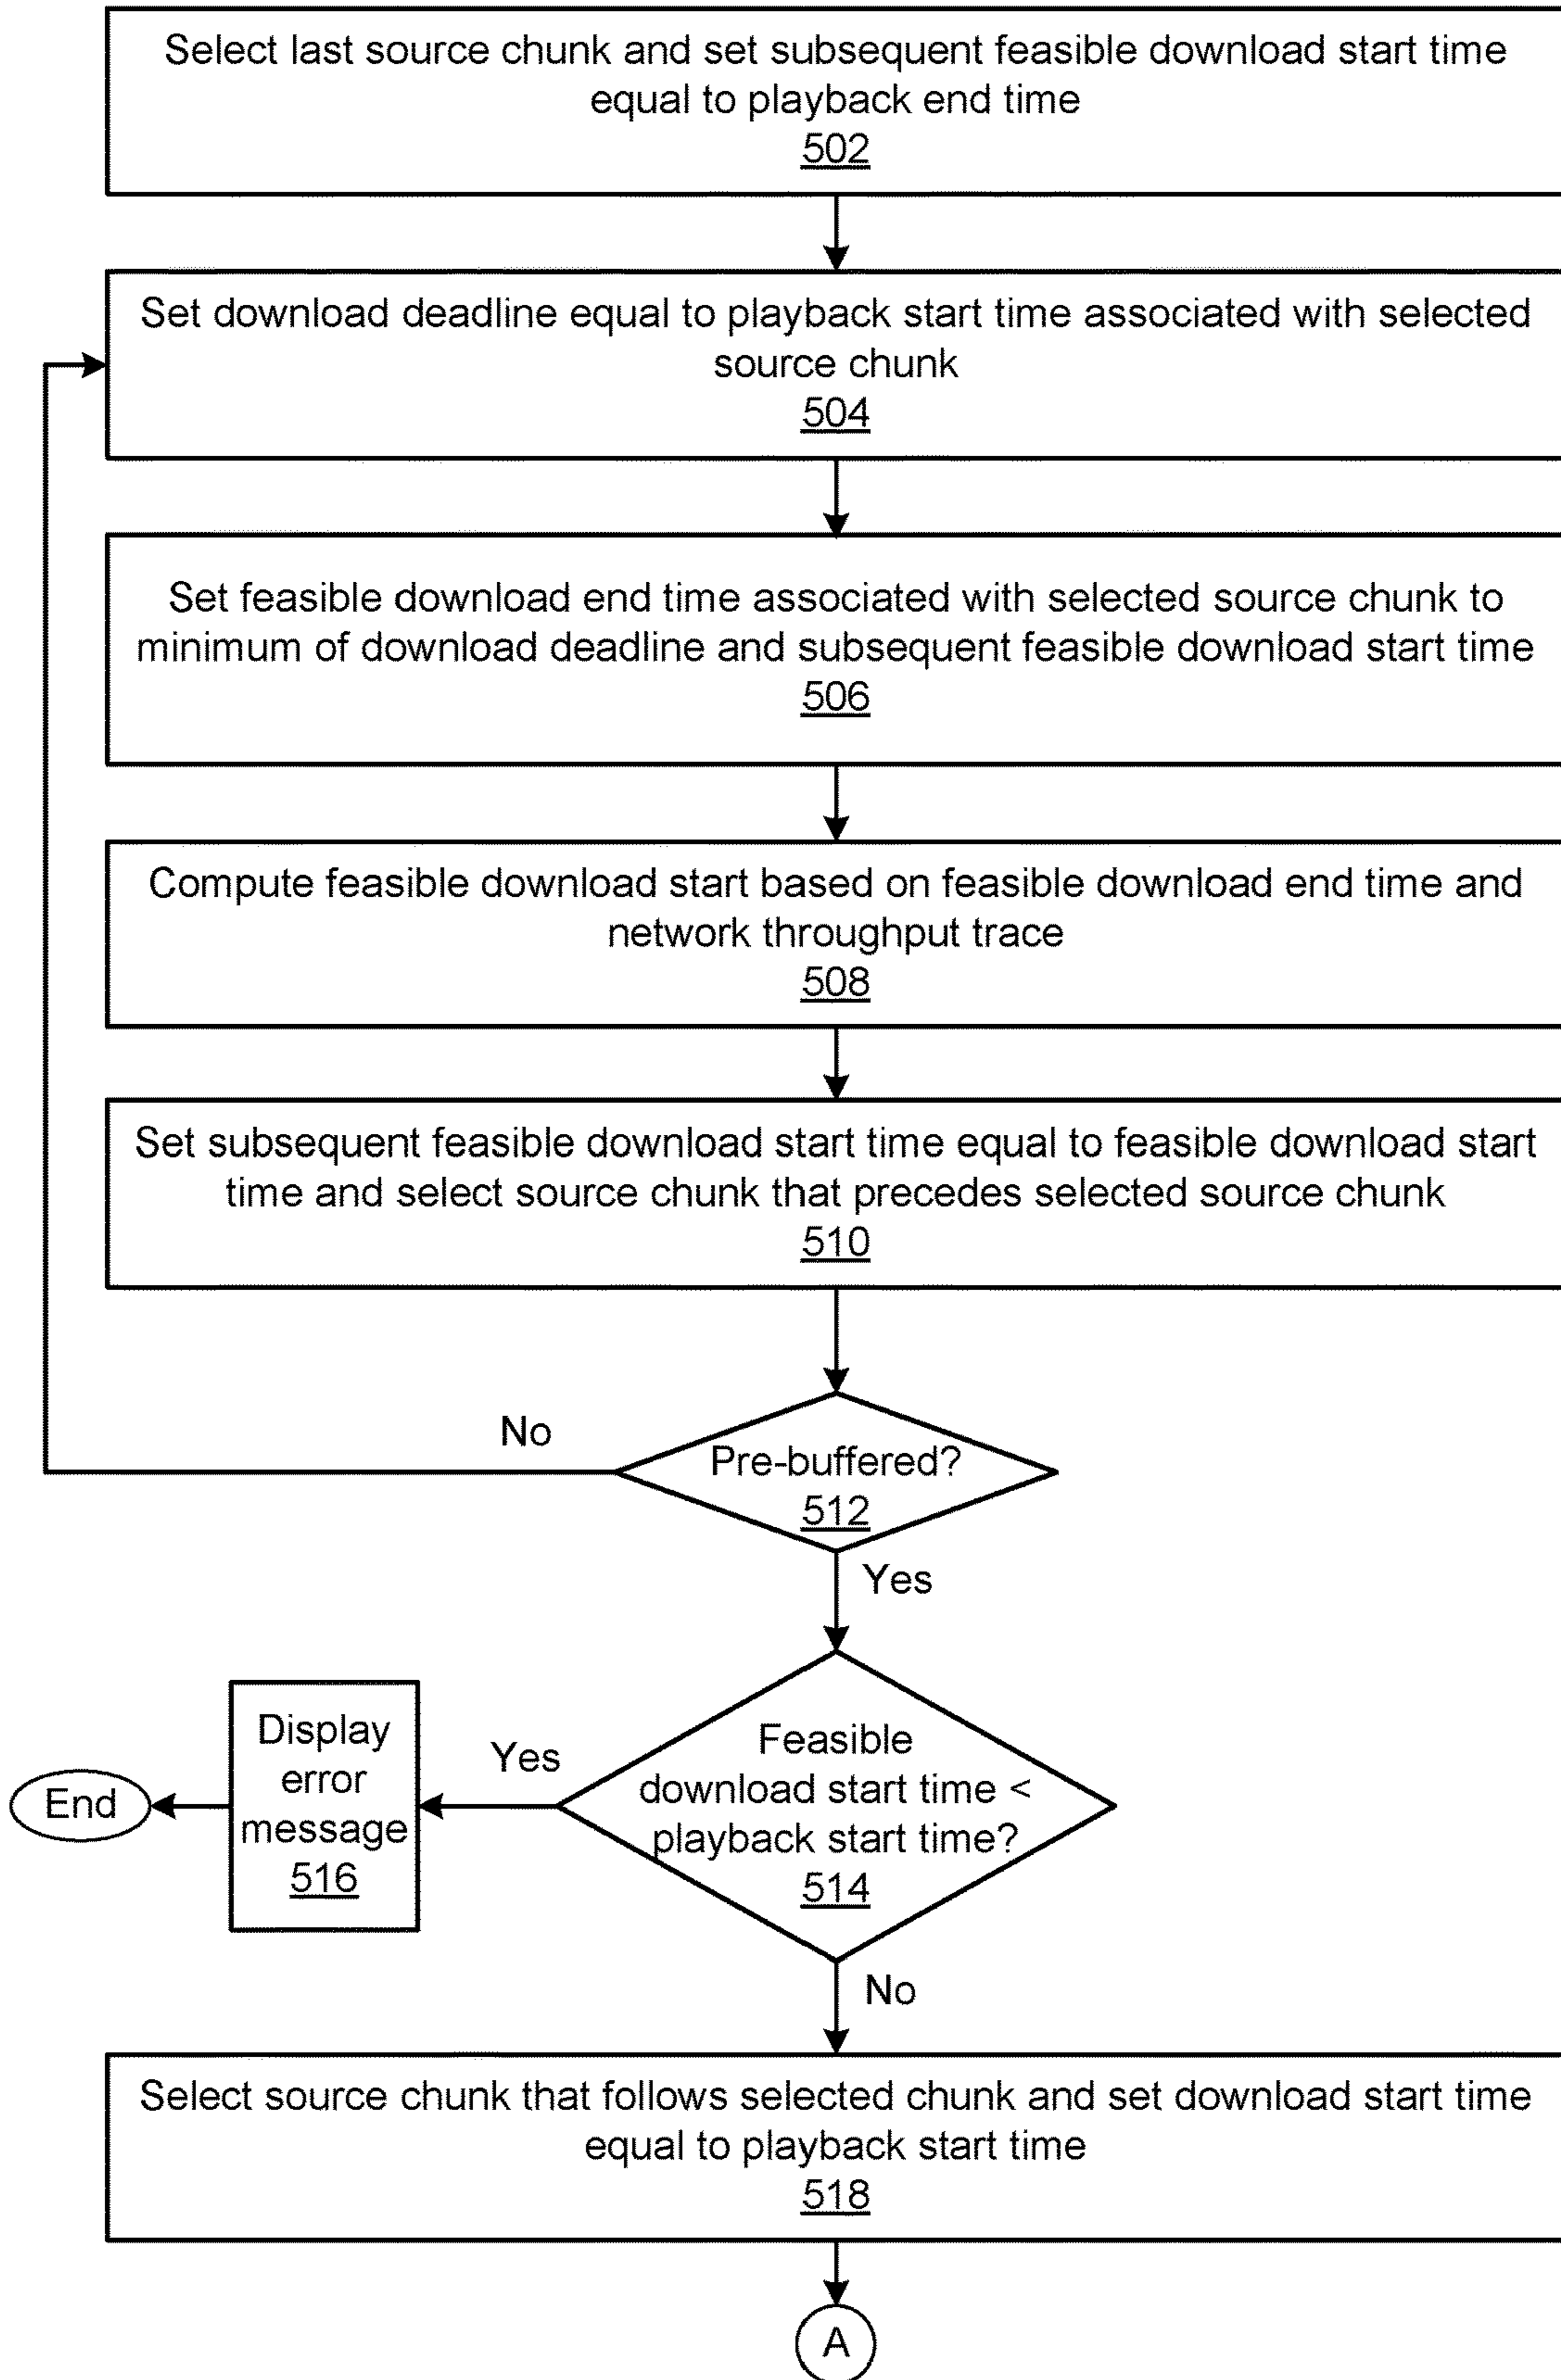 Select last source chunk and set subsequent feasible download start time
equal to playback end time
502
Set download deadline equal to playback start time associated with selected
source chunk
504
Set feasible download end time associated with selected source chunk to
minimum of download deadline and subsequent feasible download start time
506
Compute feasible download start based on feasible download end time and
network throughput trace
508
Set subsequent feasible download start time equal to feasible download start
time and select source chunk that precedes selected source chunk
510
No
Pre-buffered?
512
Yes
Feasible
download start time <
playback start time?
514
Yes
Display
error
message
516
End
No
Select source chunk that follows selected chunk and set download start time
equal to playback start time
518
A